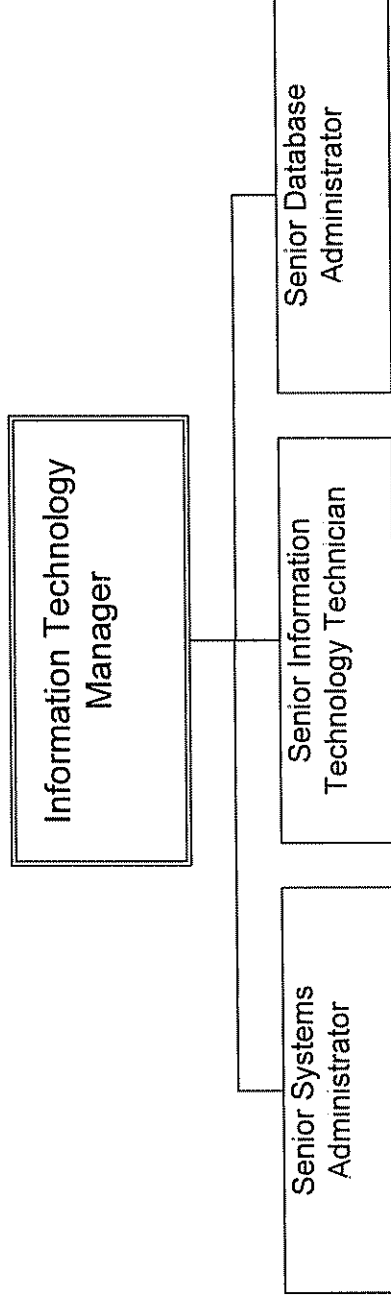 Information Technology
Manager
Senior Systems
Administrator
Senior Information
Technology Technician
Senior Database
Administrator